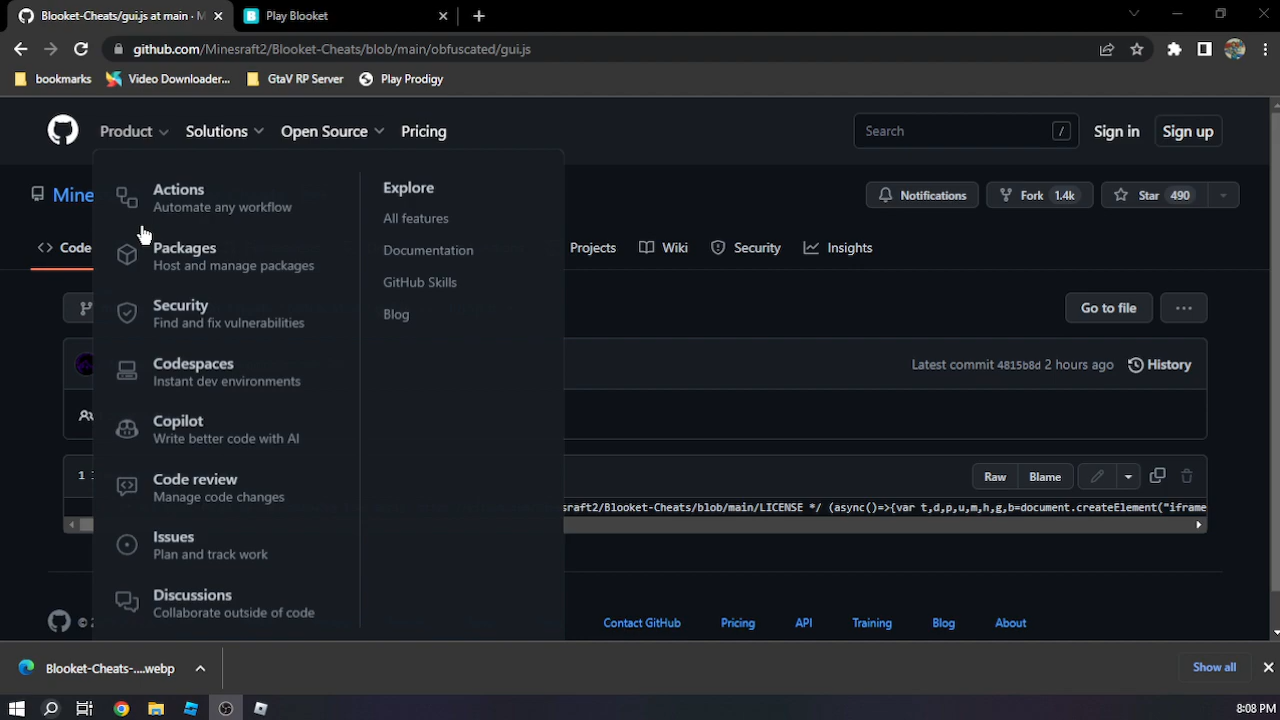 Blooket-Cheats/gui.js at main · M
Play Blooket
github.com/Minesraft2/Blooket-Cheats/blob/main/obfuscated/gui.js
bookmarks
Video Downloader...
GtaV RP Server
Play Prodigy
Product
Solutions
Open Source
Pricing
Search
/
Sign in
Sign up
Mine
Notifications
Fork 1.4k
Star 490
Code
Projects
Wiki
Security
Insights
Actions
Automate any workflow
Packages
Host and manage packages
Security
Find and fix vulnerabilities
Codespaces
Instant dev environments
Copilot
Write better code with AI
Code review
Manage code changes
Issues
Plan and track work
Discussions
Collaborate outside of code
Explore
All features
Documentation
GitHub Skills
Blog
Go to file
...
Latest commit 4815b8d 2 hours ago
History
1
Raw
Blame
sraft2/Blooket-Cheats/blob/main/LICENSE */ (async()=>{var t,d,p,u,m,h,g,b=document.createElement("iframe
©
Contact GitHub
Pricing
API
Training
Blog
About
Blooket-Cheats-....webp
Show all
8:08 PM